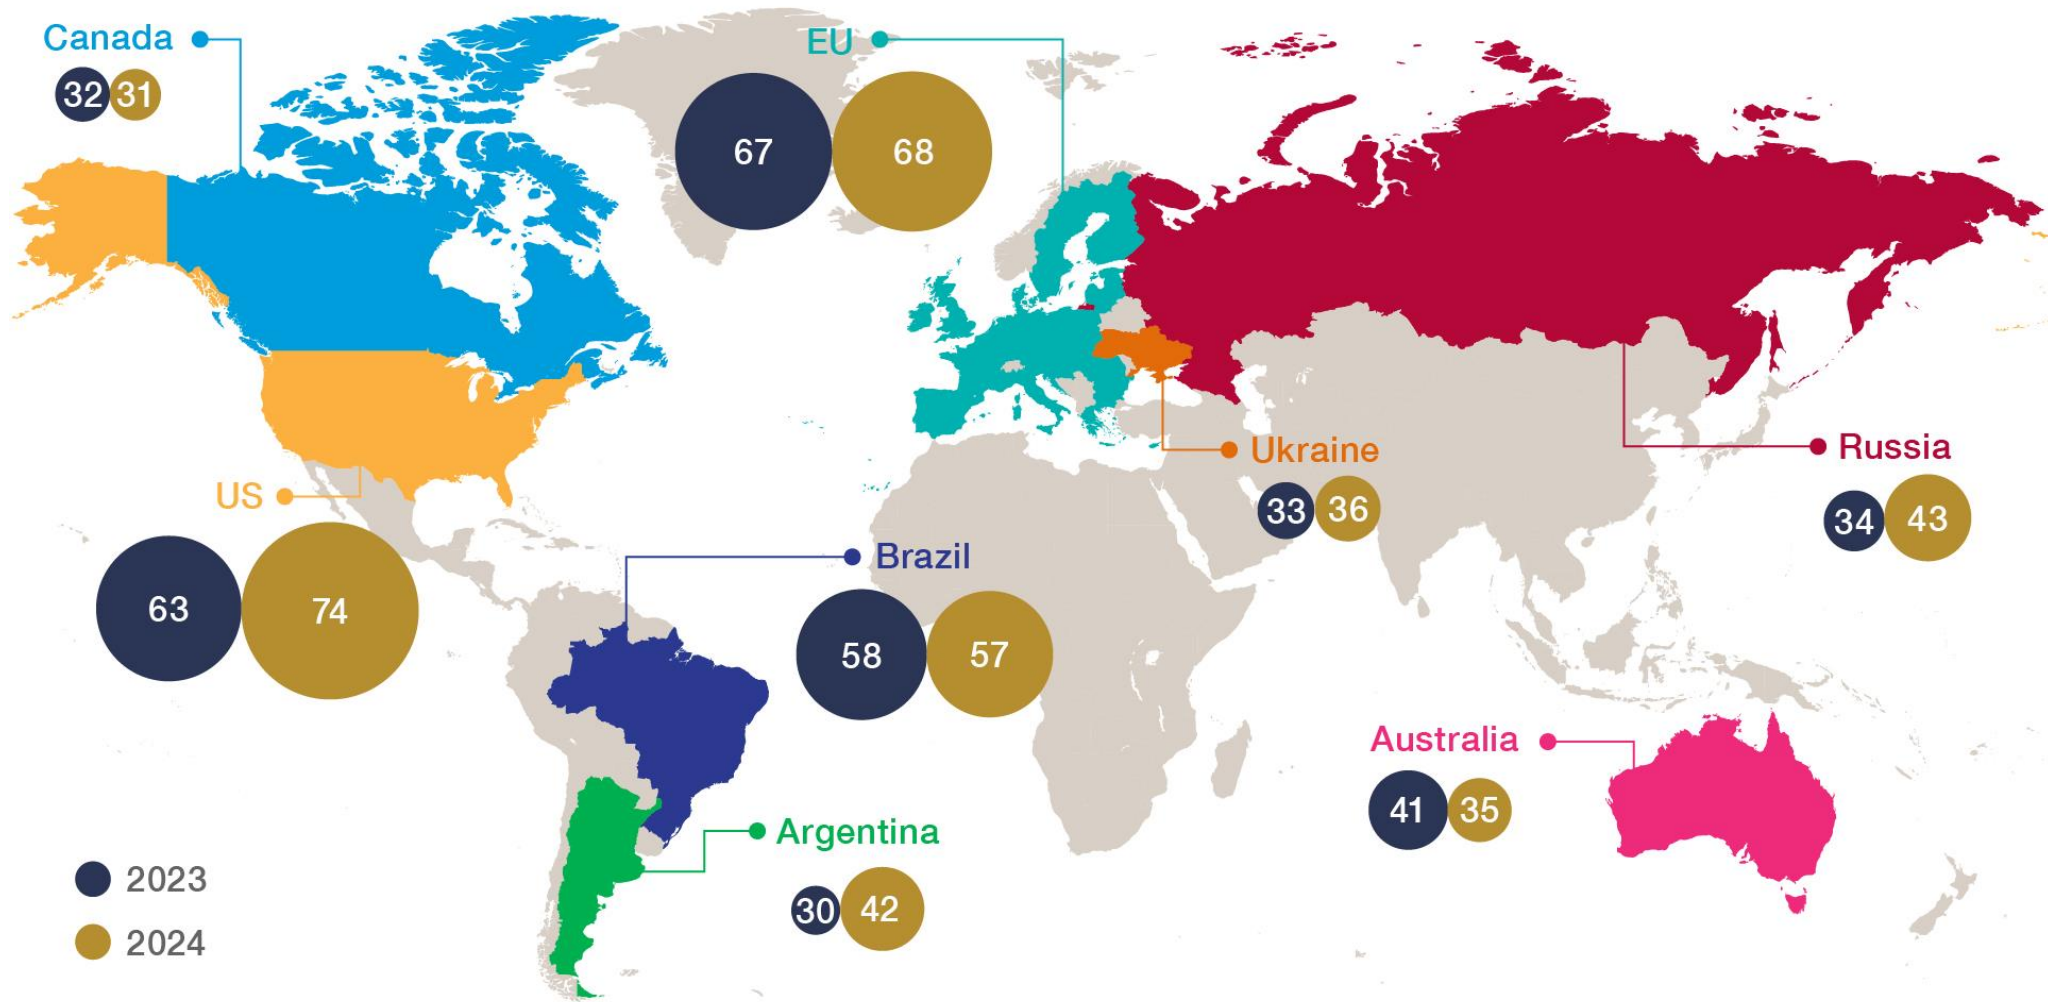 Canada
32 31
EU
67 68
Ukraine
33 36
Russia
34 43
US
63 74
Brazil
58 57
Australia
41 35
Argentina
30 42
2023
2024